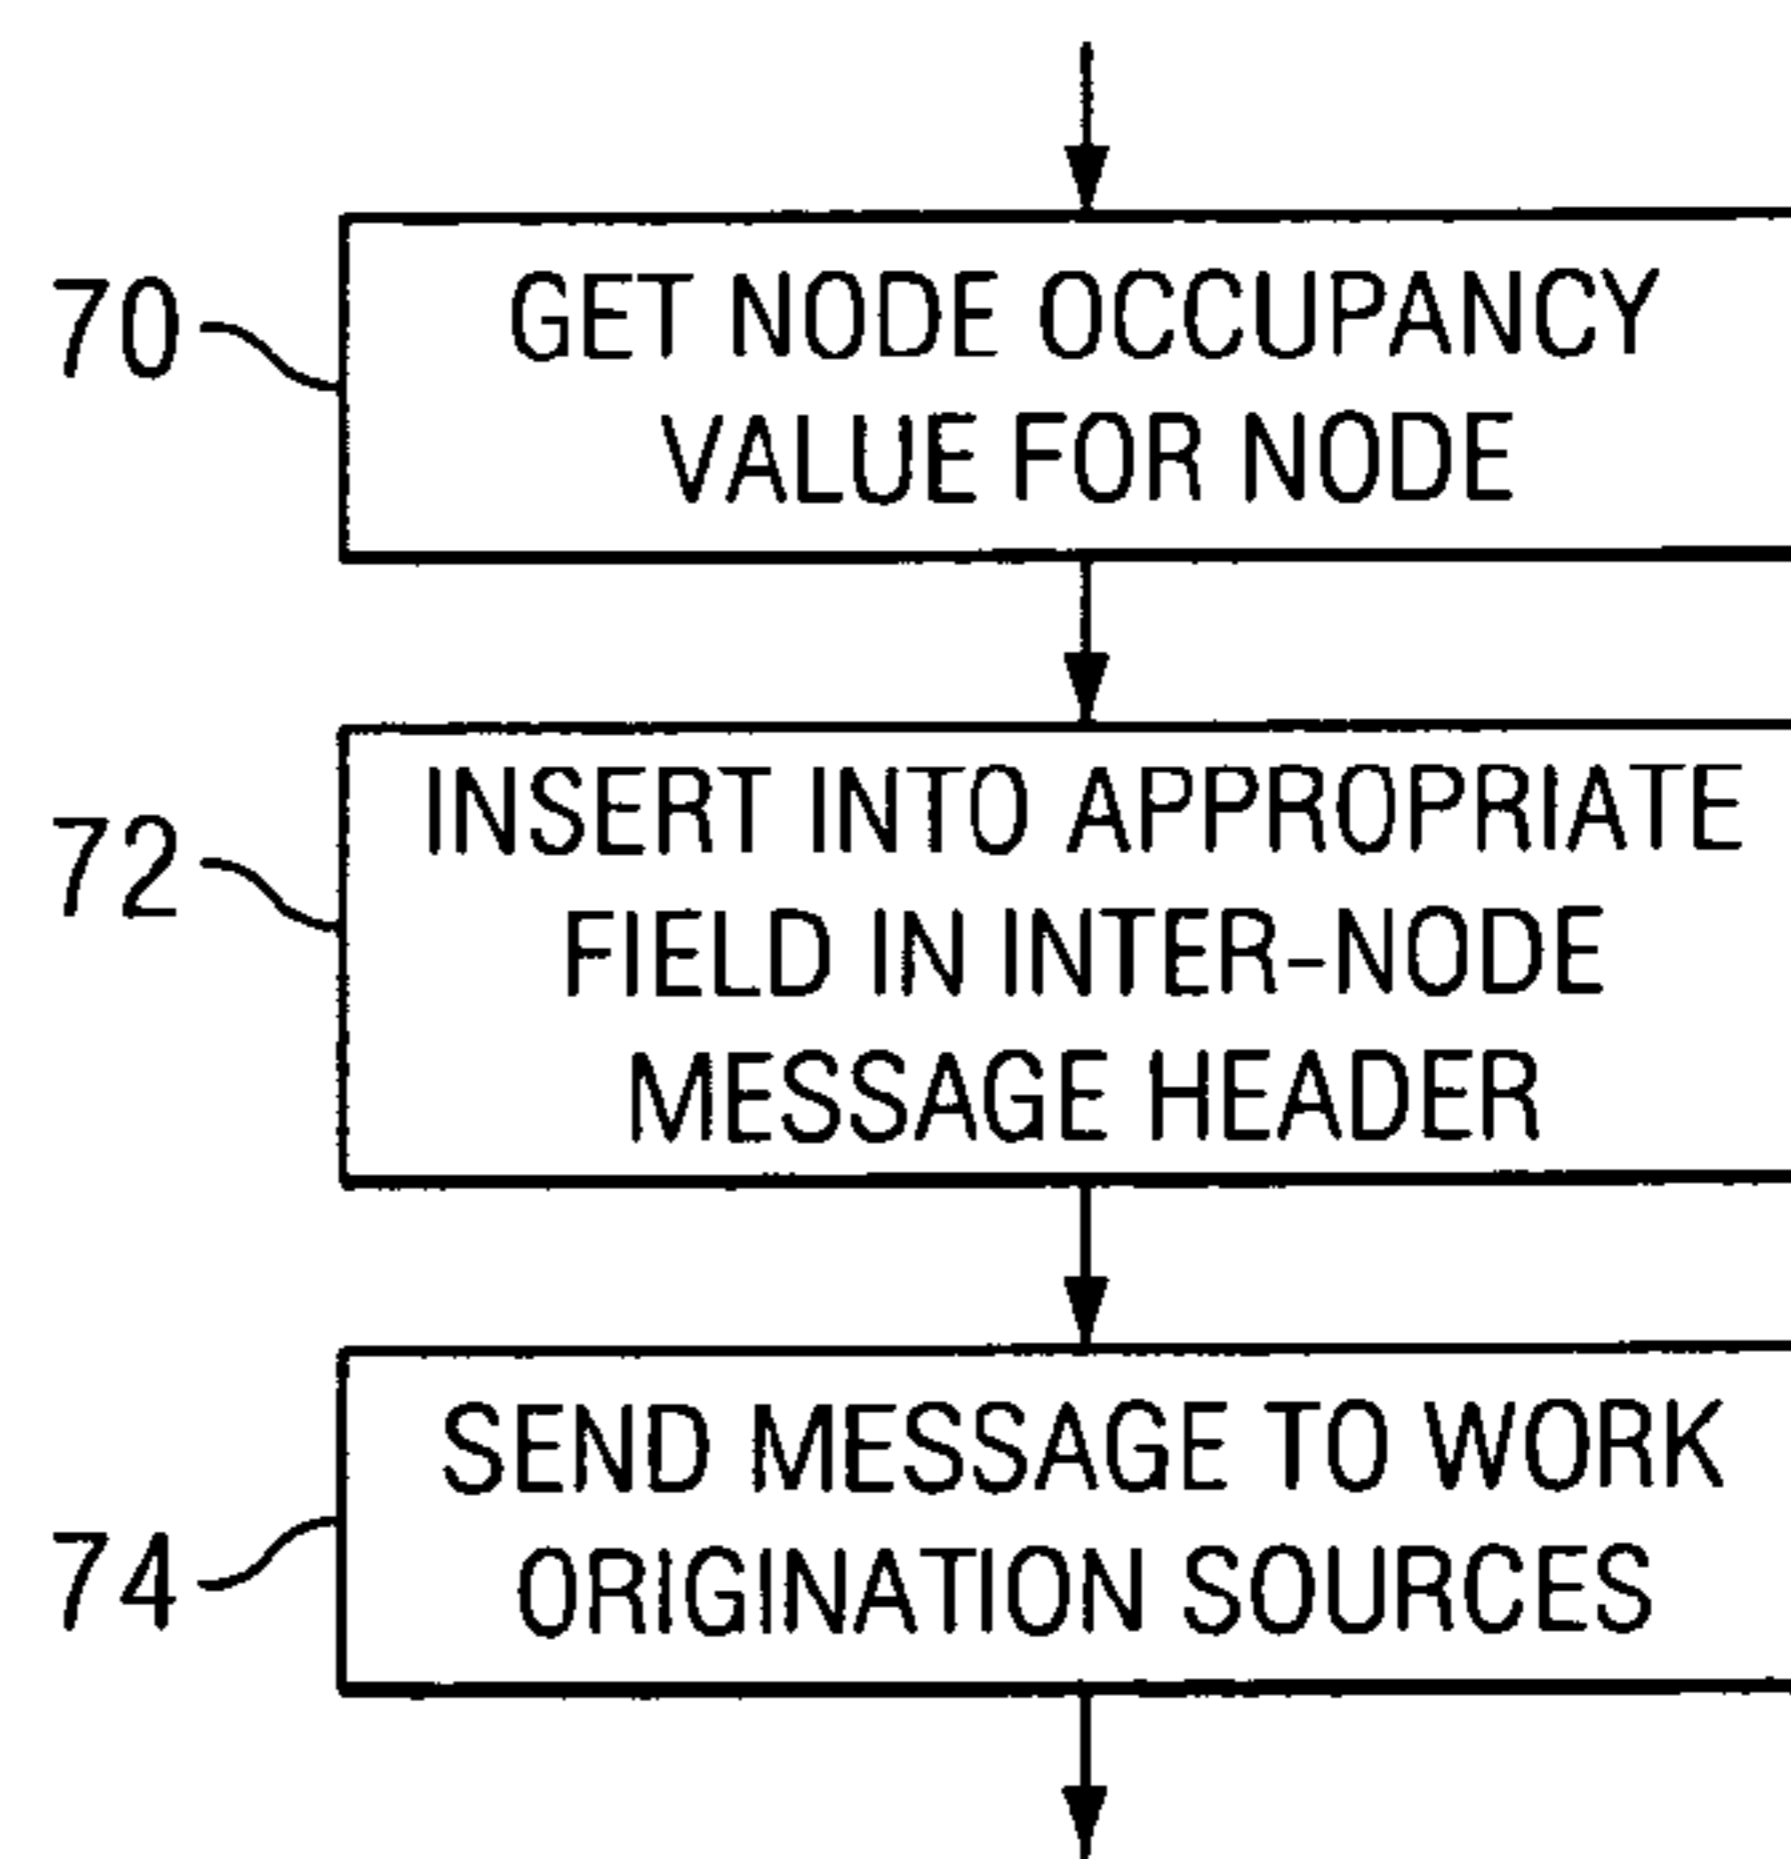 70
GET NODE OCCUPANCY
VALUE FOR NODE
72
INSERT INTO APPROPRIATE
FIELD IN INTER-NODE
MESSAGE HEADER
74
SEND MESSAGE TO WORK
ORIGINATION SOURCES